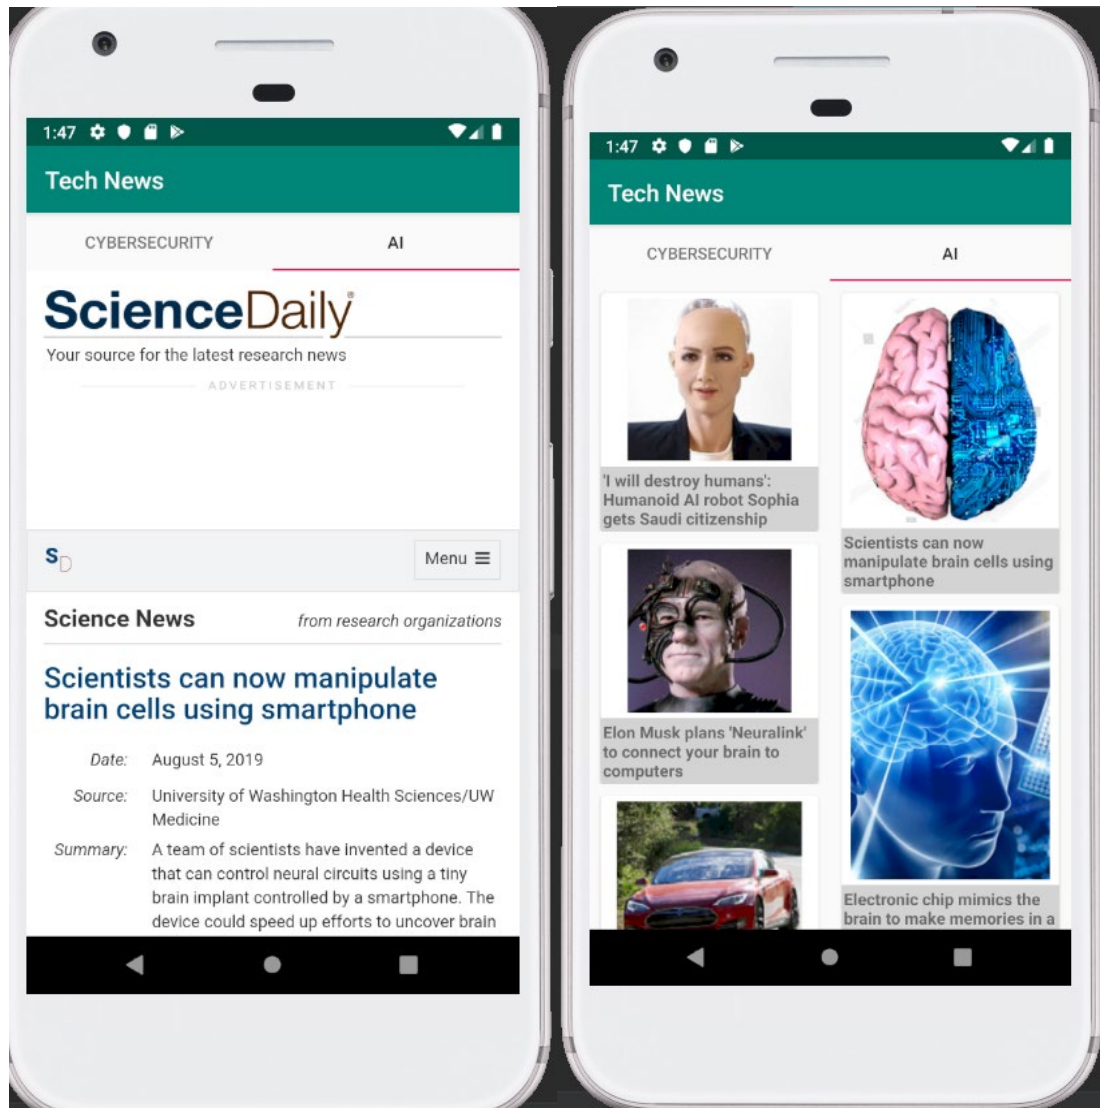 1:47
Tech News
CYBERSECURITY AI
ScienceDaily®
Your source for the latest research news
ADVERTISEMENT
SD
Menu
Science News from research organizations
Scientists can now manipulate
brain cells using smartphone
Date: August 5, 2019
Source: University of Washington Health Sciences/UW
Medicine
Summary: A team of scientists have invented a device
that can control neural circuits using a tiny
brain implant controlled by a smartphone. The
device could speed up efforts to uncover brain
1:47
Tech News
CYBERSECURITY AI
'I will destroy humans':
Humanoid AI robot Sophia
gets Saudi citizenship
Elon Musk plans 'Neuralink'
to connect your brain to
computers
Scientists can now
manipulate brain cells using
smartphone
Electronic chip mimics the
brain to make memories in a